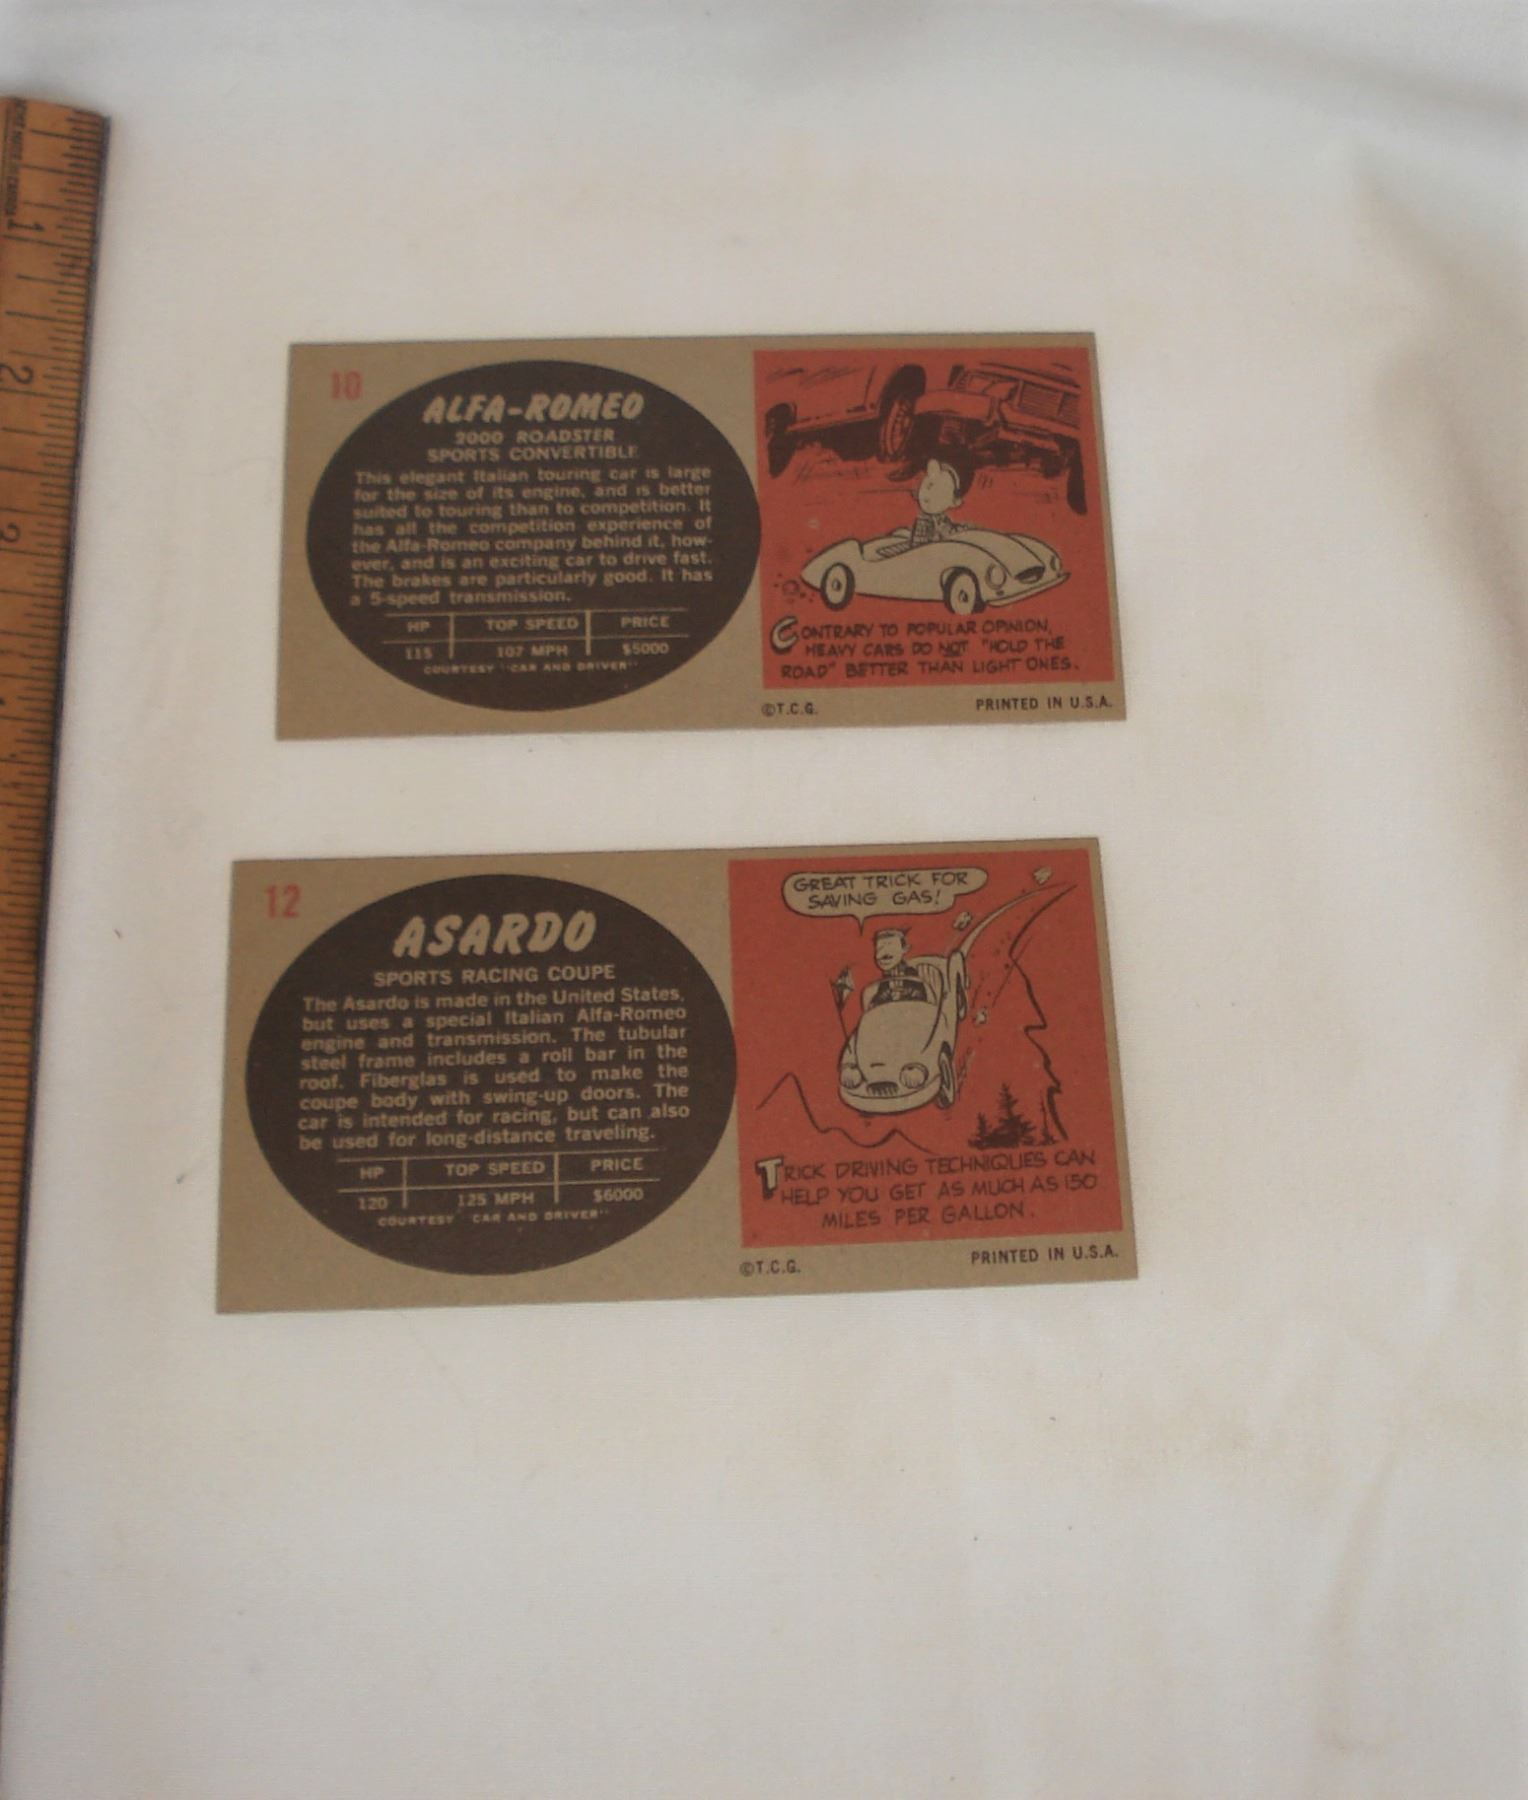 1
2
10
ALFA-ROMEO
2000 ROADSTER
SPORTS CONVERTIBLE
This elegant Italian touring car is large
for the size of its engine, and is better
suited to touring than to competition. It
has all the competition experience of
the Alfa-Romeo company behind it, how-
ever, and is an exciting car to drive fast.
The brakes are particularly good. It has
a 5-speed transmission.
HP TOP SPEED PRICE
115 107 MPH $5000
COURTESY "CAR AND DRIVER"
CONTRARY TO POPULAR OPINION,
HEAVY CARS DO NOT "HOLD THE
ROAD" BETTER THAN LIGHT ONES.
©T.C.G. PRINTED IN U.S.A.
12
ASARDO
SPORTS RACING COUPE
The Asardo is made in the United States,
but uses a special Italian Alfa-Romeo
engine and transmission. The tubular
steel frame includes a roll bar in the
roof. Fiberglas is used to make the
coupe body with swing-up doors. The
car is intended for racing, but can also
be used for long-distance traveling.
HP TOP SPEED PRICE
120 125 MPH $6000
COURTESY "CAR AND DRIVER"
GREAT TRICK FOR
SAVING GAS!
TRICK DRIVING TECHNIQUES CAN
HELP YOU GET AS MUCH AS 150
MILES PER GALLON.
©T.C.G. PRINTED IN U.S.A.